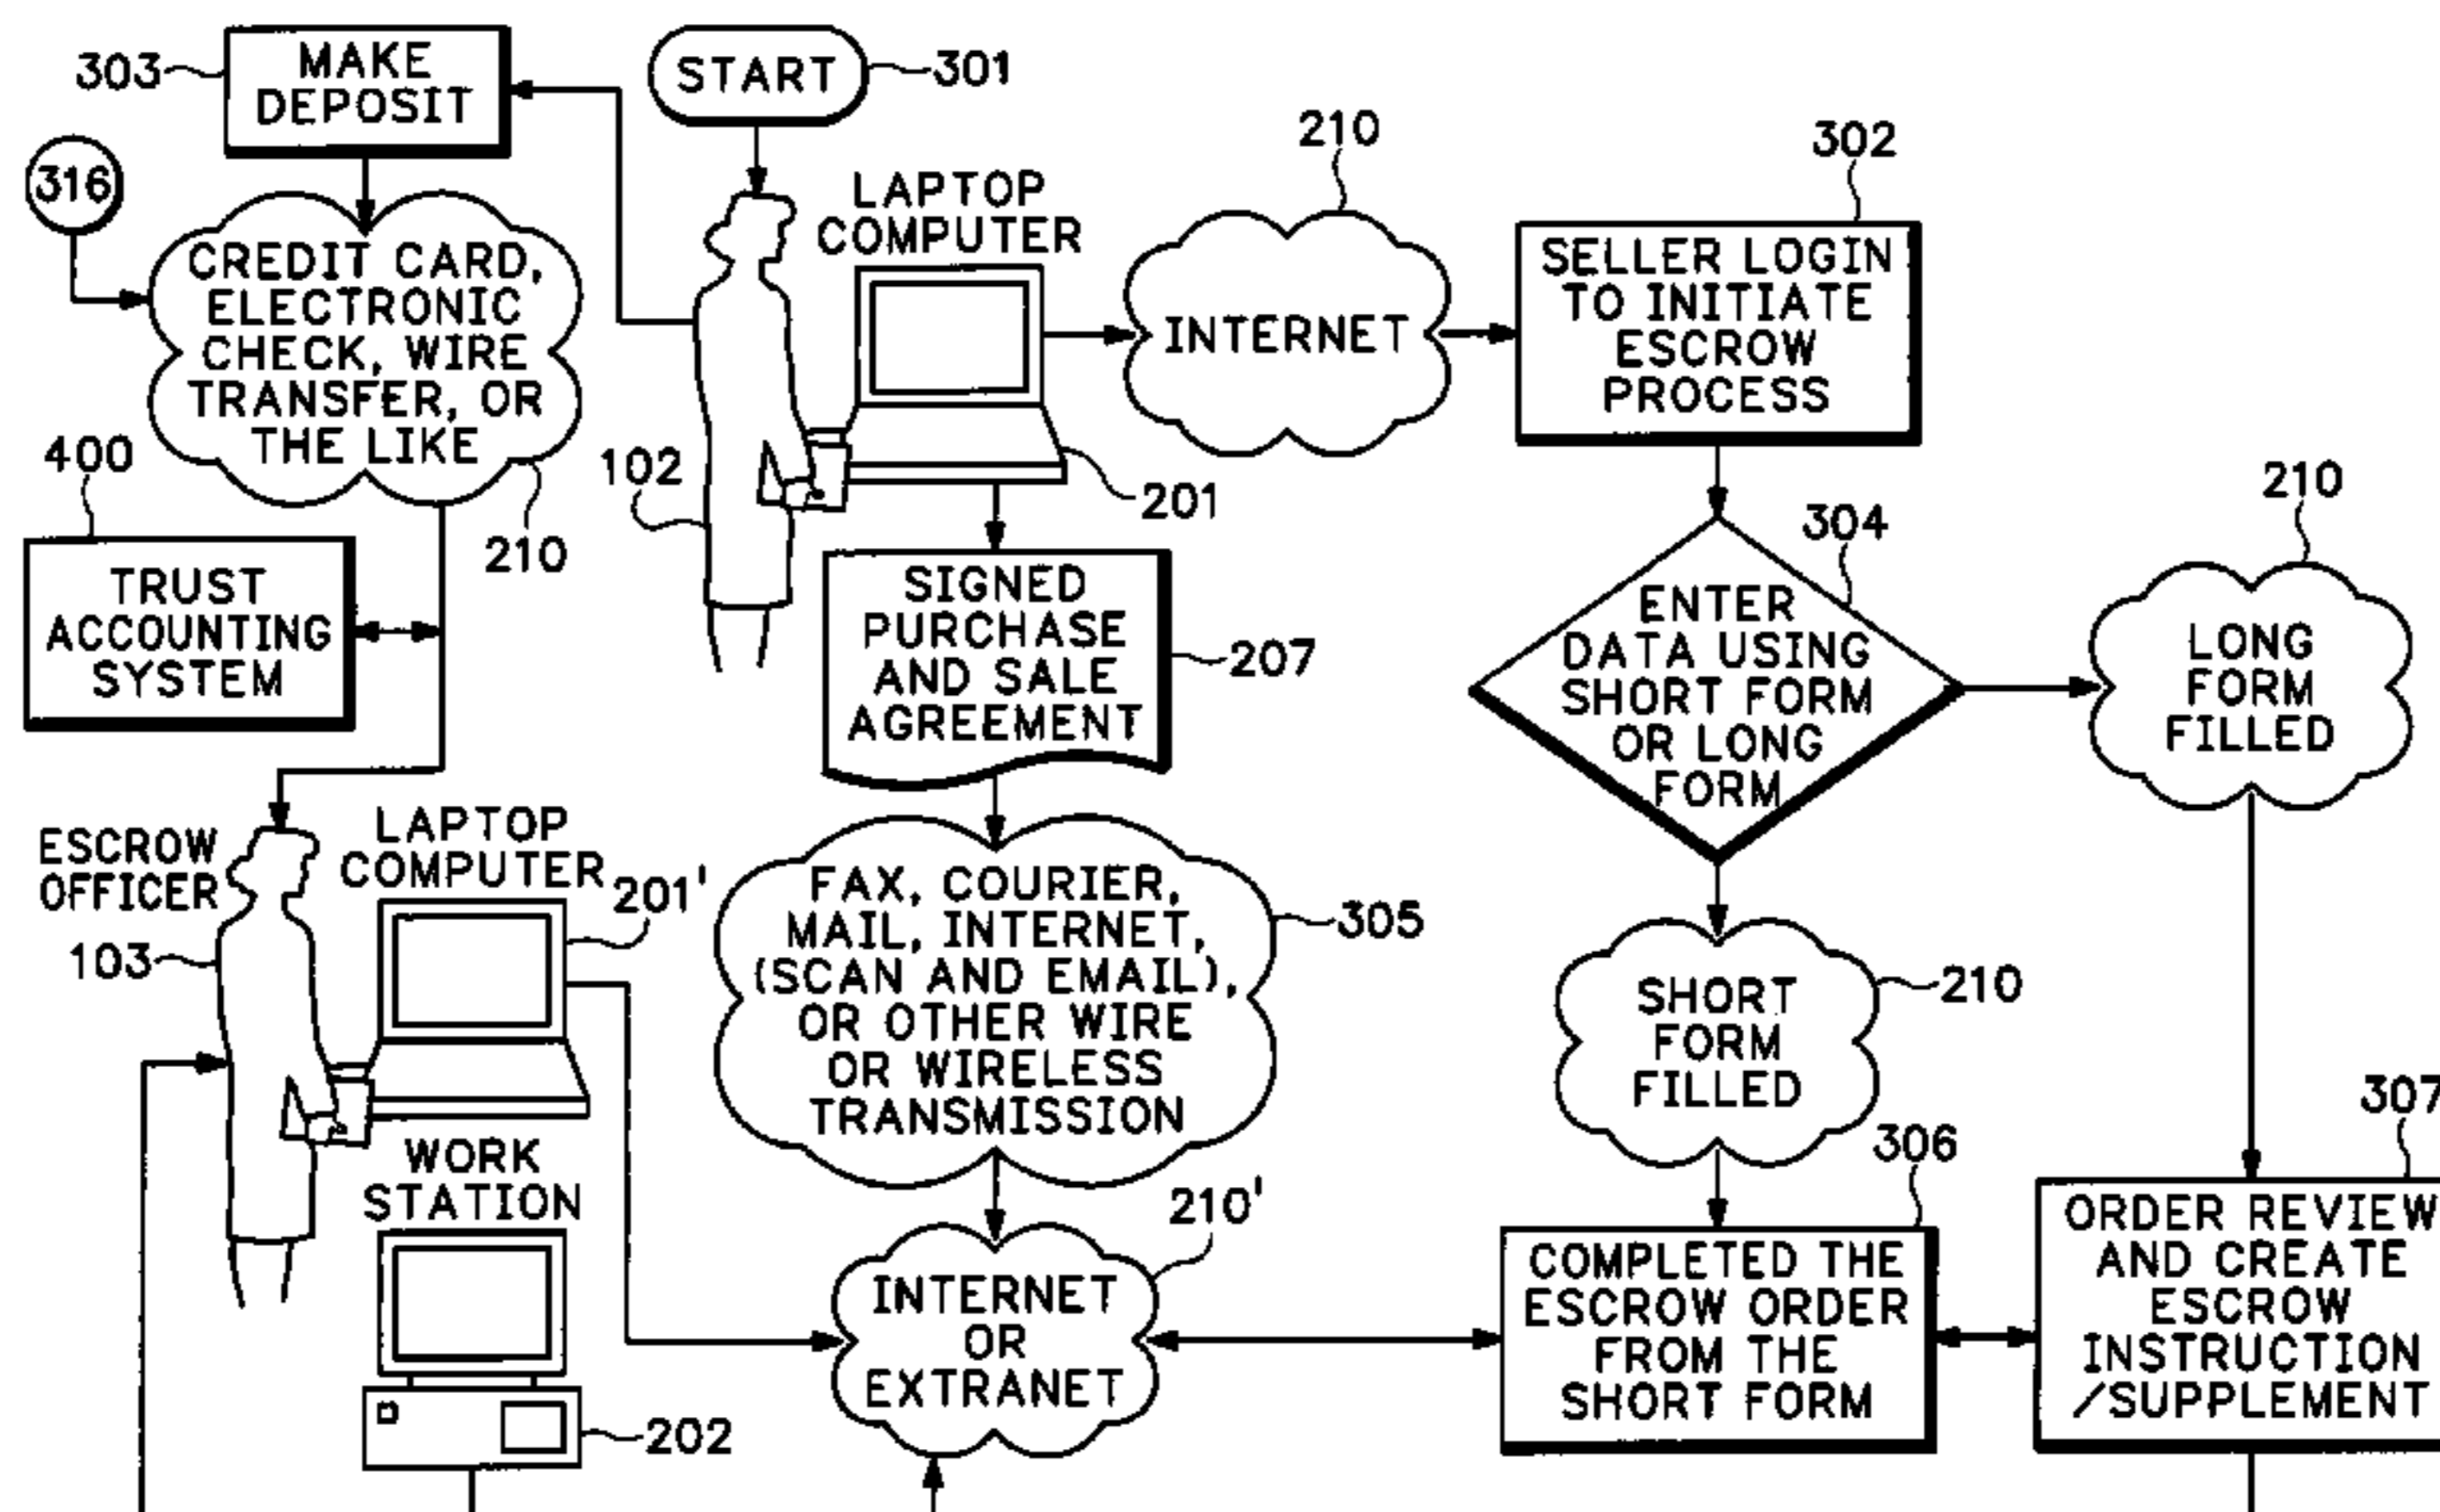 303
MAKE
DEPOSIT
START
301
316
CREDIT CARD,
ELECTRONIC
CHECK, WIRE
TRANSFER, OR
THE LIKE
210
LAPTOP
COMPUTER
102
201
INTERNET
210
302
SELLER LOGIN
TO INITIATE
ESCROW
PROCESS
400
TRUST
ACCOUNTING
SYSTEM
SIGNED
PURCHASE
AND SALE
AGREEMENT
207
304
ENTER
DATA USING
SHORT FORM
OR LONG
FORM
210
LONG
FORM
FILLED
ESCROW
OFFICER
103
LAPTOP
COMPUTER
201'
FAX, COURIER,
MAIL, INTERNET,
(SCAN AND EMAIL),
OR OTHER WIRE
OR WIRELESS
TRANSMISSION
305
SHORT
FORM
FILLED
210
WORK
STATION
202
210'
INTERNET
OR
EXTRANET
306
COMPLETED THE
ESCROW ORDER
FROM THE
SHORT FORM
307
ORDER REVIEW
AND CREATE
ESCROW
INSTRUCTION
/SUPPLEMENT